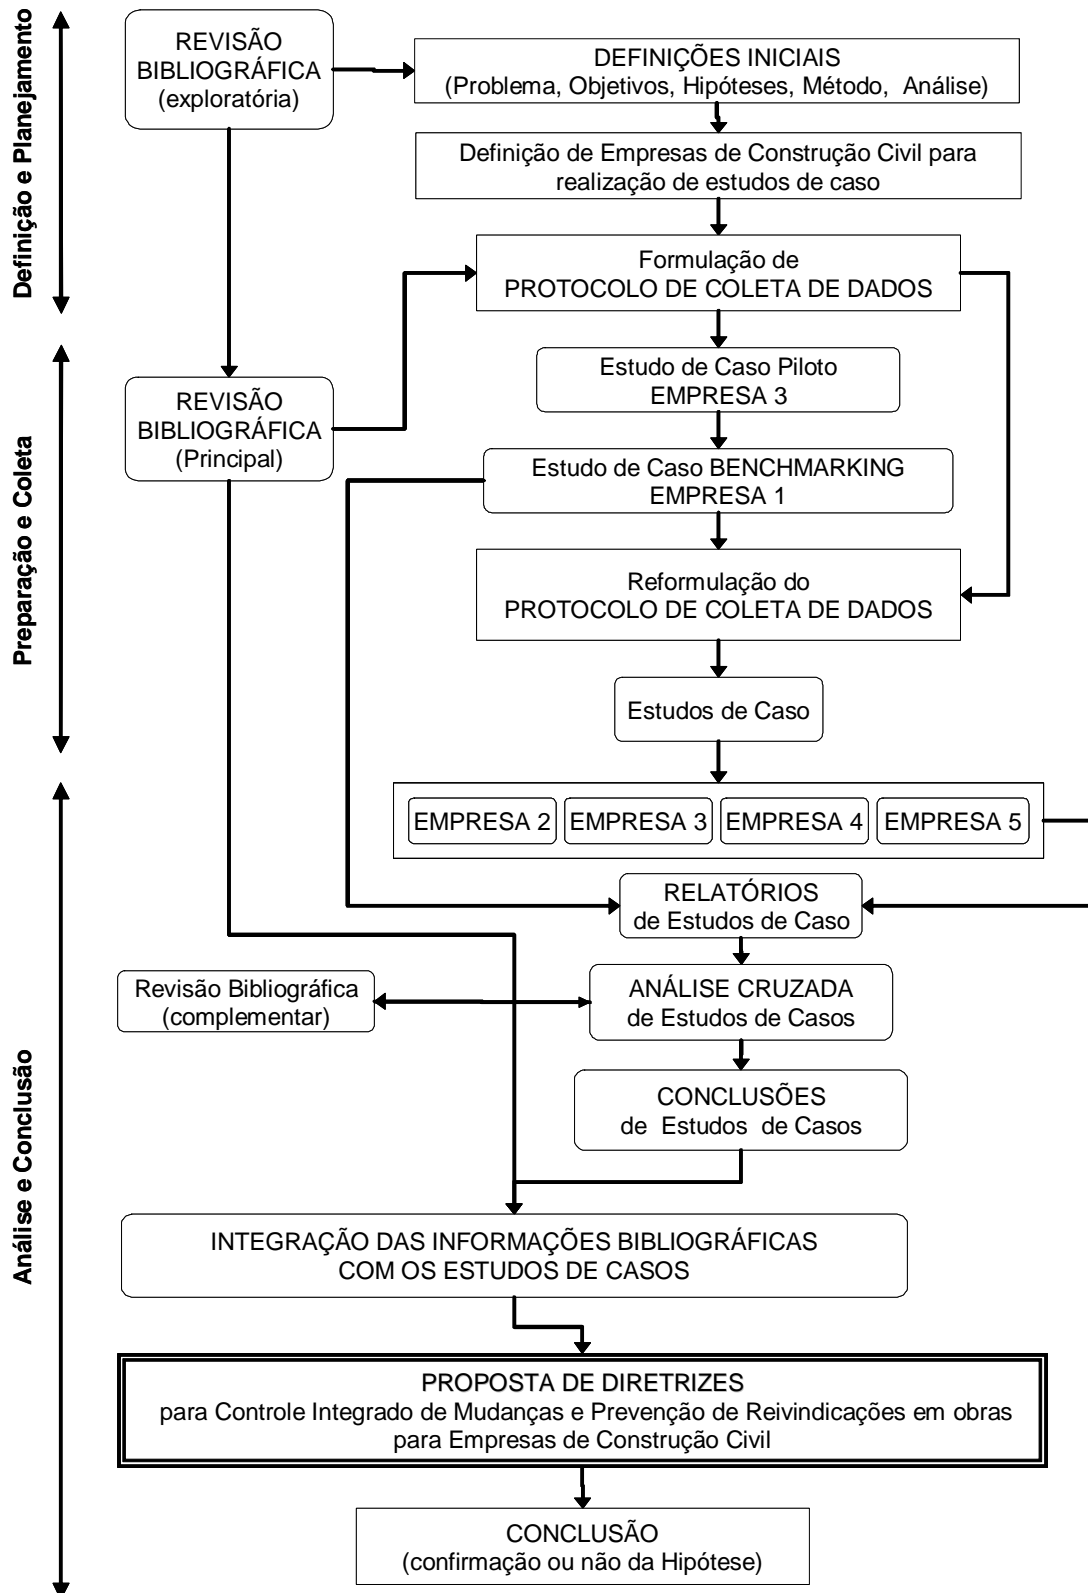 Definição e Planejamento
REVISÃO
BIBLIOGRÁFICA
(exploratória)
DEFINIÇÕES INICIAIS
(Problema, Objetivos, Hipóteses, Método, Análise)
Definição de Empresas de Construção Civil para
realização de estudos de caso
Formulação de
PROTOCOLO DE COLETA DE DADOS
Preparação e Coleta
Estudo de Caso Piloto
EMPRESA 3
REVISÃO
BIBLIOGRÁFICA
(Principal)
Estudo de Caso BENCHMARKING
EMPRESA 1
Reformulação do
PROTOCOLO DE COLETA DE DADOS
Estudos de Caso
Análise e Conclusão
EMPRESA 2 EMPRESA 3 EMPRESA 4 EMPRESA 5
RELATÓRIOS
de Estudos de Caso
Revisão Bibliográfica
(complementar)
ANÁLISE CRUZADA
de Estudos de Casos
CONCLUSÕES
de Estudos de Casos
INTEGRAÇÃO DAS INFORMAÇÕES BIBLIOGRÁFICAS
COM OS ESTUDOS DE CASOS
PROPOSTA DE DIRETRIZES
para Controle Integrado de Mudanças e Prevenção de Reivindicações em obras
para Empresas de Construção Civil
CONCLUSÃO
(confirmação ou não da Hipótese)